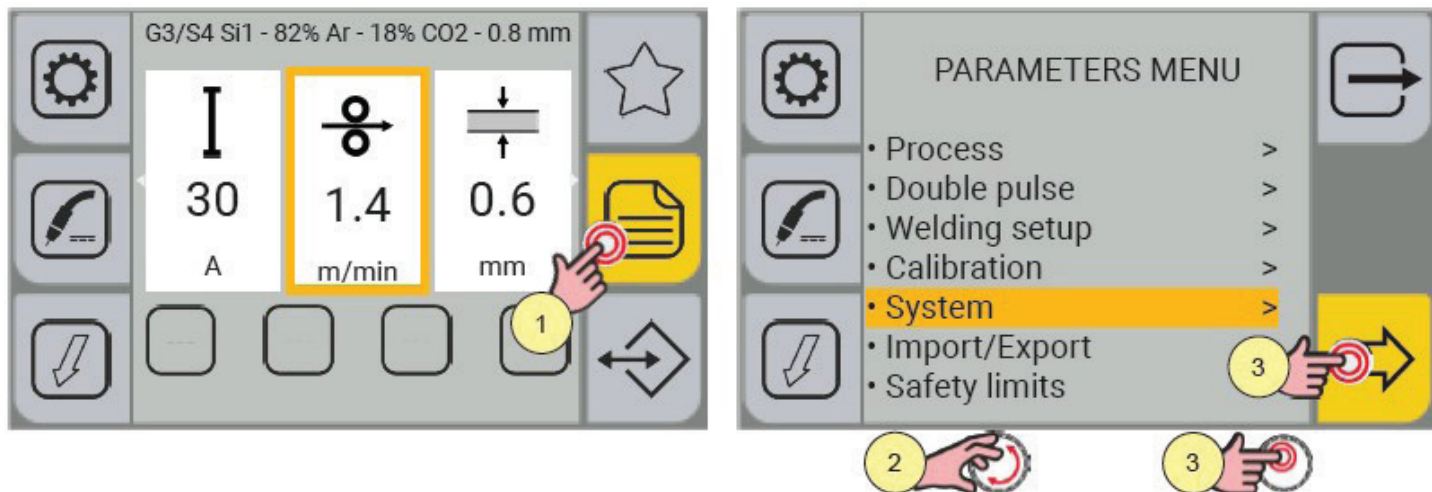 G3/S4 Si1 - 82% Ar - 18% CO2 - 0.8 mm
30
1.4
0.6
A
m/min
mm
---
---
---
1
PARAMETERS MENU
• Process >
• Double pulse >
• Welding setup >
• Calibration >
• System >
• Import/Export
• Safety limits
3
2
3